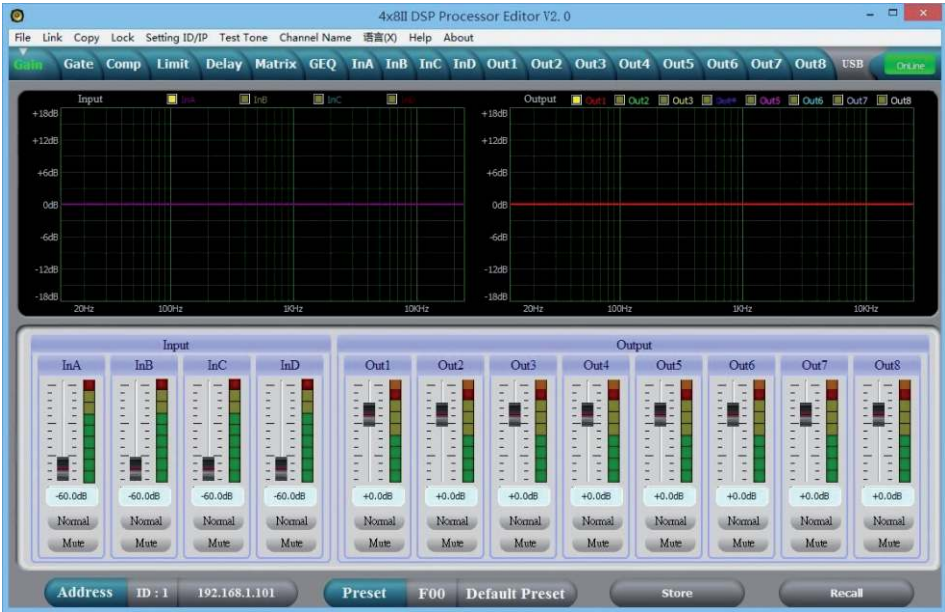 4x8II DSP Processor Editor V2. 0
File Link Copy Lock Setting ID/IP Test Tone Channel Name 语言(X) Help About
Gain Gate Comp Limit Delay Matrix GEQ InA InB InC InD Out1 Out2 Out3 Out4 Out5 Out6 Out7 Out8 USB OnLine
Input InA InB InC InD Output Out1 Out2 Out3 Out4 Out5 Out6 Out7 Out8
+18dB +18dB
+12dB +12dB
+6dB +6dB
0dB 0dB
-6dB -6dB
-12dB -12dB
-18dB -18dB
20Hz 100Hz 1KHz 10KHz 20Hz 100Hz 1KHz 10KHz
Input Output
InA InB InC InD Out1 Out2 Out3 Out4 Out5 Out6 Out7 Out8
-60.0dB -60.0dB -60.0dB -60.0dB +0.0dB +0.0dB +0.0dB +0.0dB +0.0dB +0.0dB +0.0dB +0.0dB
Normal Normal Normal Normal Normal Normal Normal Normal Normal Normal Normal Normal
Mute Mute Mute Mute Mute Mute Mute Mute Mute Mute Mute Mute
Address ID : 1 192.168.1.101 Preset F00 Default Preset Store Recall